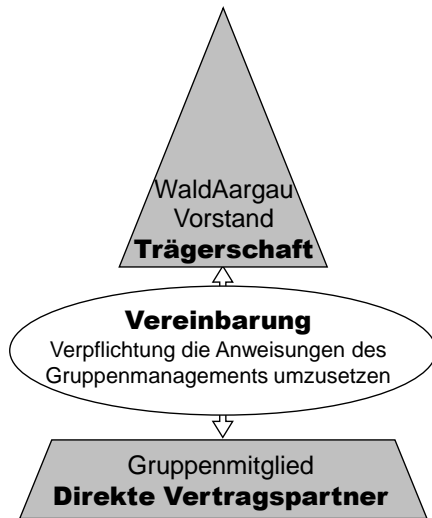 WaldAargau
Vorstand
Trägerschaft
Vereinbarung
Verpflichtung die Anweisungen des
Gruppenmanagements umzusetzen
Gruppenmitglied
Direkte Vertragspartner